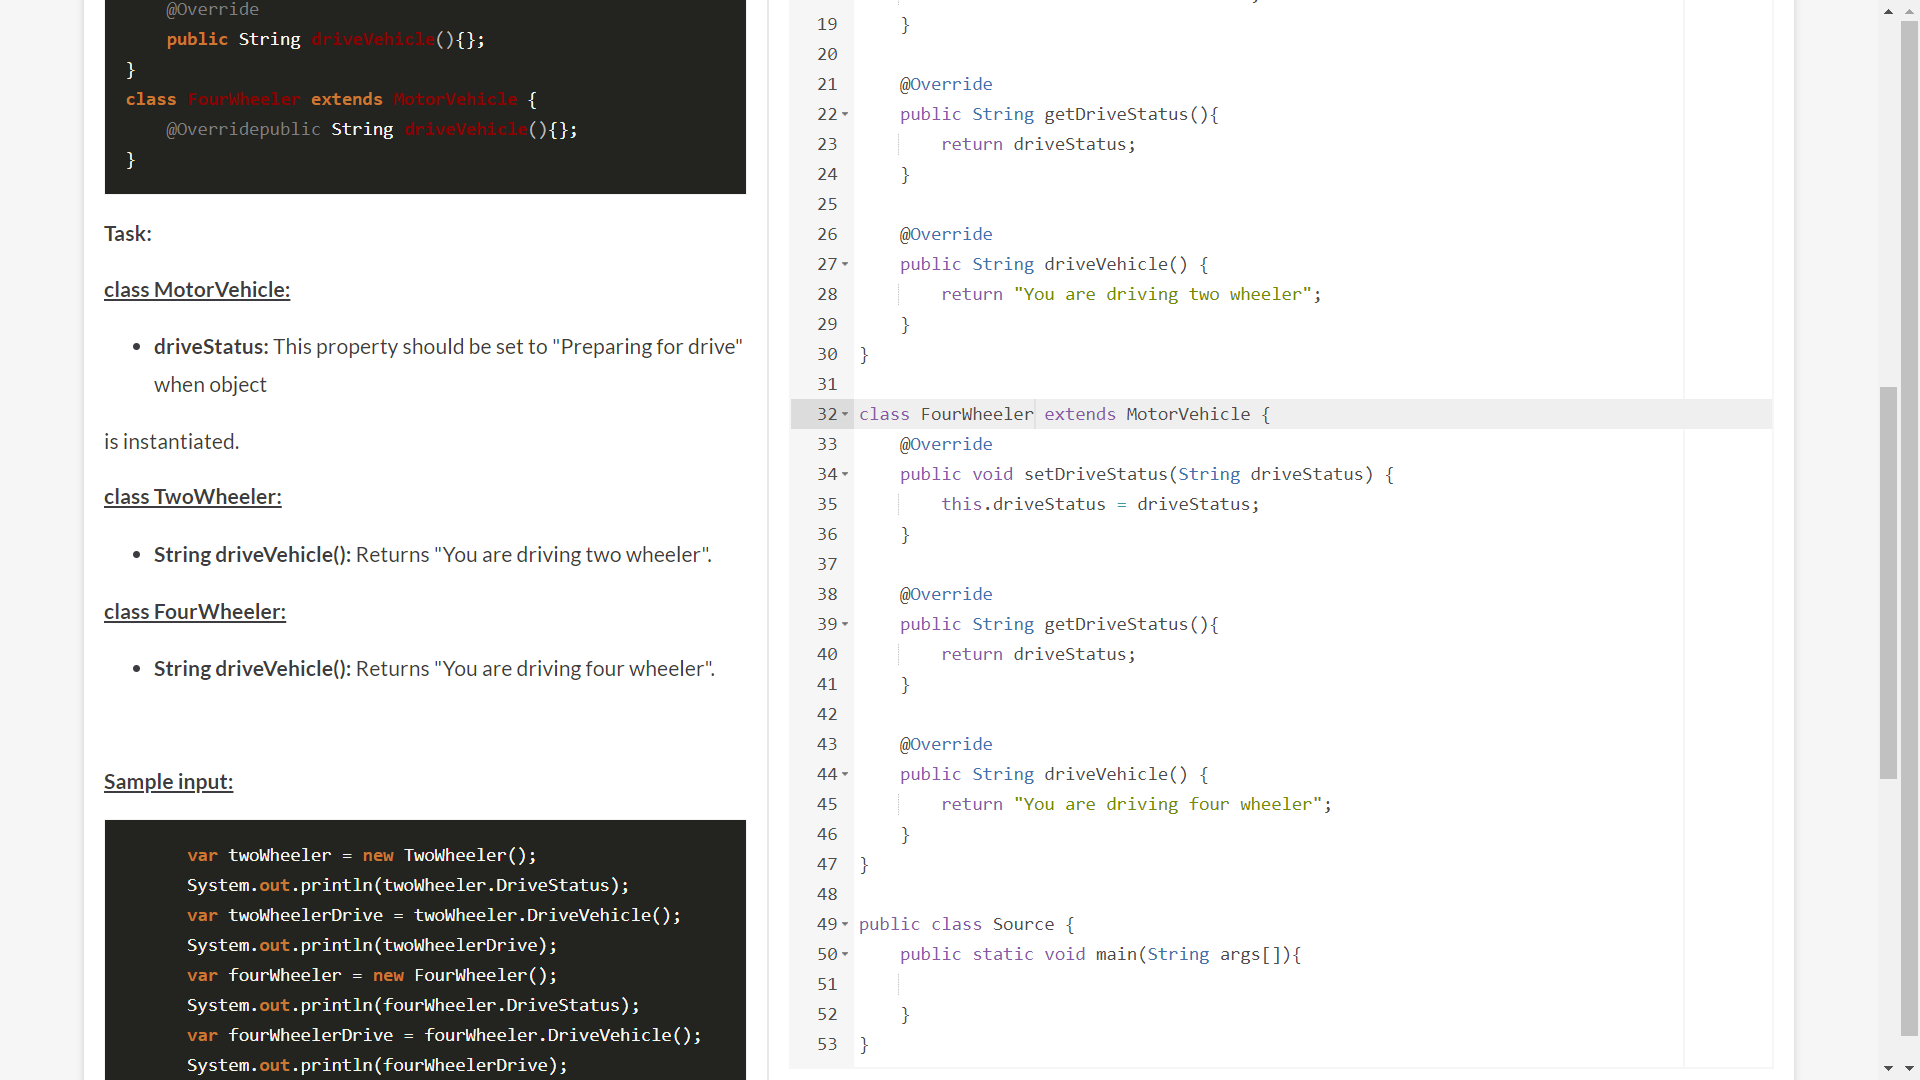 @Override
public String driveVehicle(){};
}
class FourWheeler extends MotorVehicle {
@Overridepublic String driveVehicle(){};
}
Task:
class MotorVehicle:
• driveStatus: This property should be set to "Preparing for drive"
when object
is instantiated.
class TwoWheeler:
• String driveVehicle(): Returns "You are driving two wheeler".
class FourWheeler:
• String driveVehicle(): Returns "You are driving four wheeler".
Sample input:
var twoWheeler = new TwoWheeler();
System.out.println(twoWheeler.DriveStatus);
var twoWheelerDrive = twoWheeler.DriveVehicle();
System.out.println(twoWheelerDrive);
var fourWheeler = new FourWheeler();
System.out.println(fourWheeler.DriveStatus);
var fourWheelerDrive = fourWheeler.DriveVehicle();
System.out.println(fourWheelerDrive);
19 }
20
21 @Override
22 public String getDriveStatus(){
23 return driveStatus;
24 }
25
26 @Override
27 public String driveVehicle() {
28 return "You are driving two wheeler";
29 }
30 }
31
32 class FourWheeler extends MotorVehicle {
33 @Override
34 public void setDriveStatus(String driveStatus) {
35 this.driveStatus = driveStatus;
36 }
37
38 @Override
39 public String getDriveStatus(){
40 return driveStatus;
41 }
42
43 @Override
44 public String driveVehicle() {
45 return "You are driving four wheeler";
46 }
47 }
48
49 public class Source {
50 public static void main(String args[]){
51
52 }
53 }